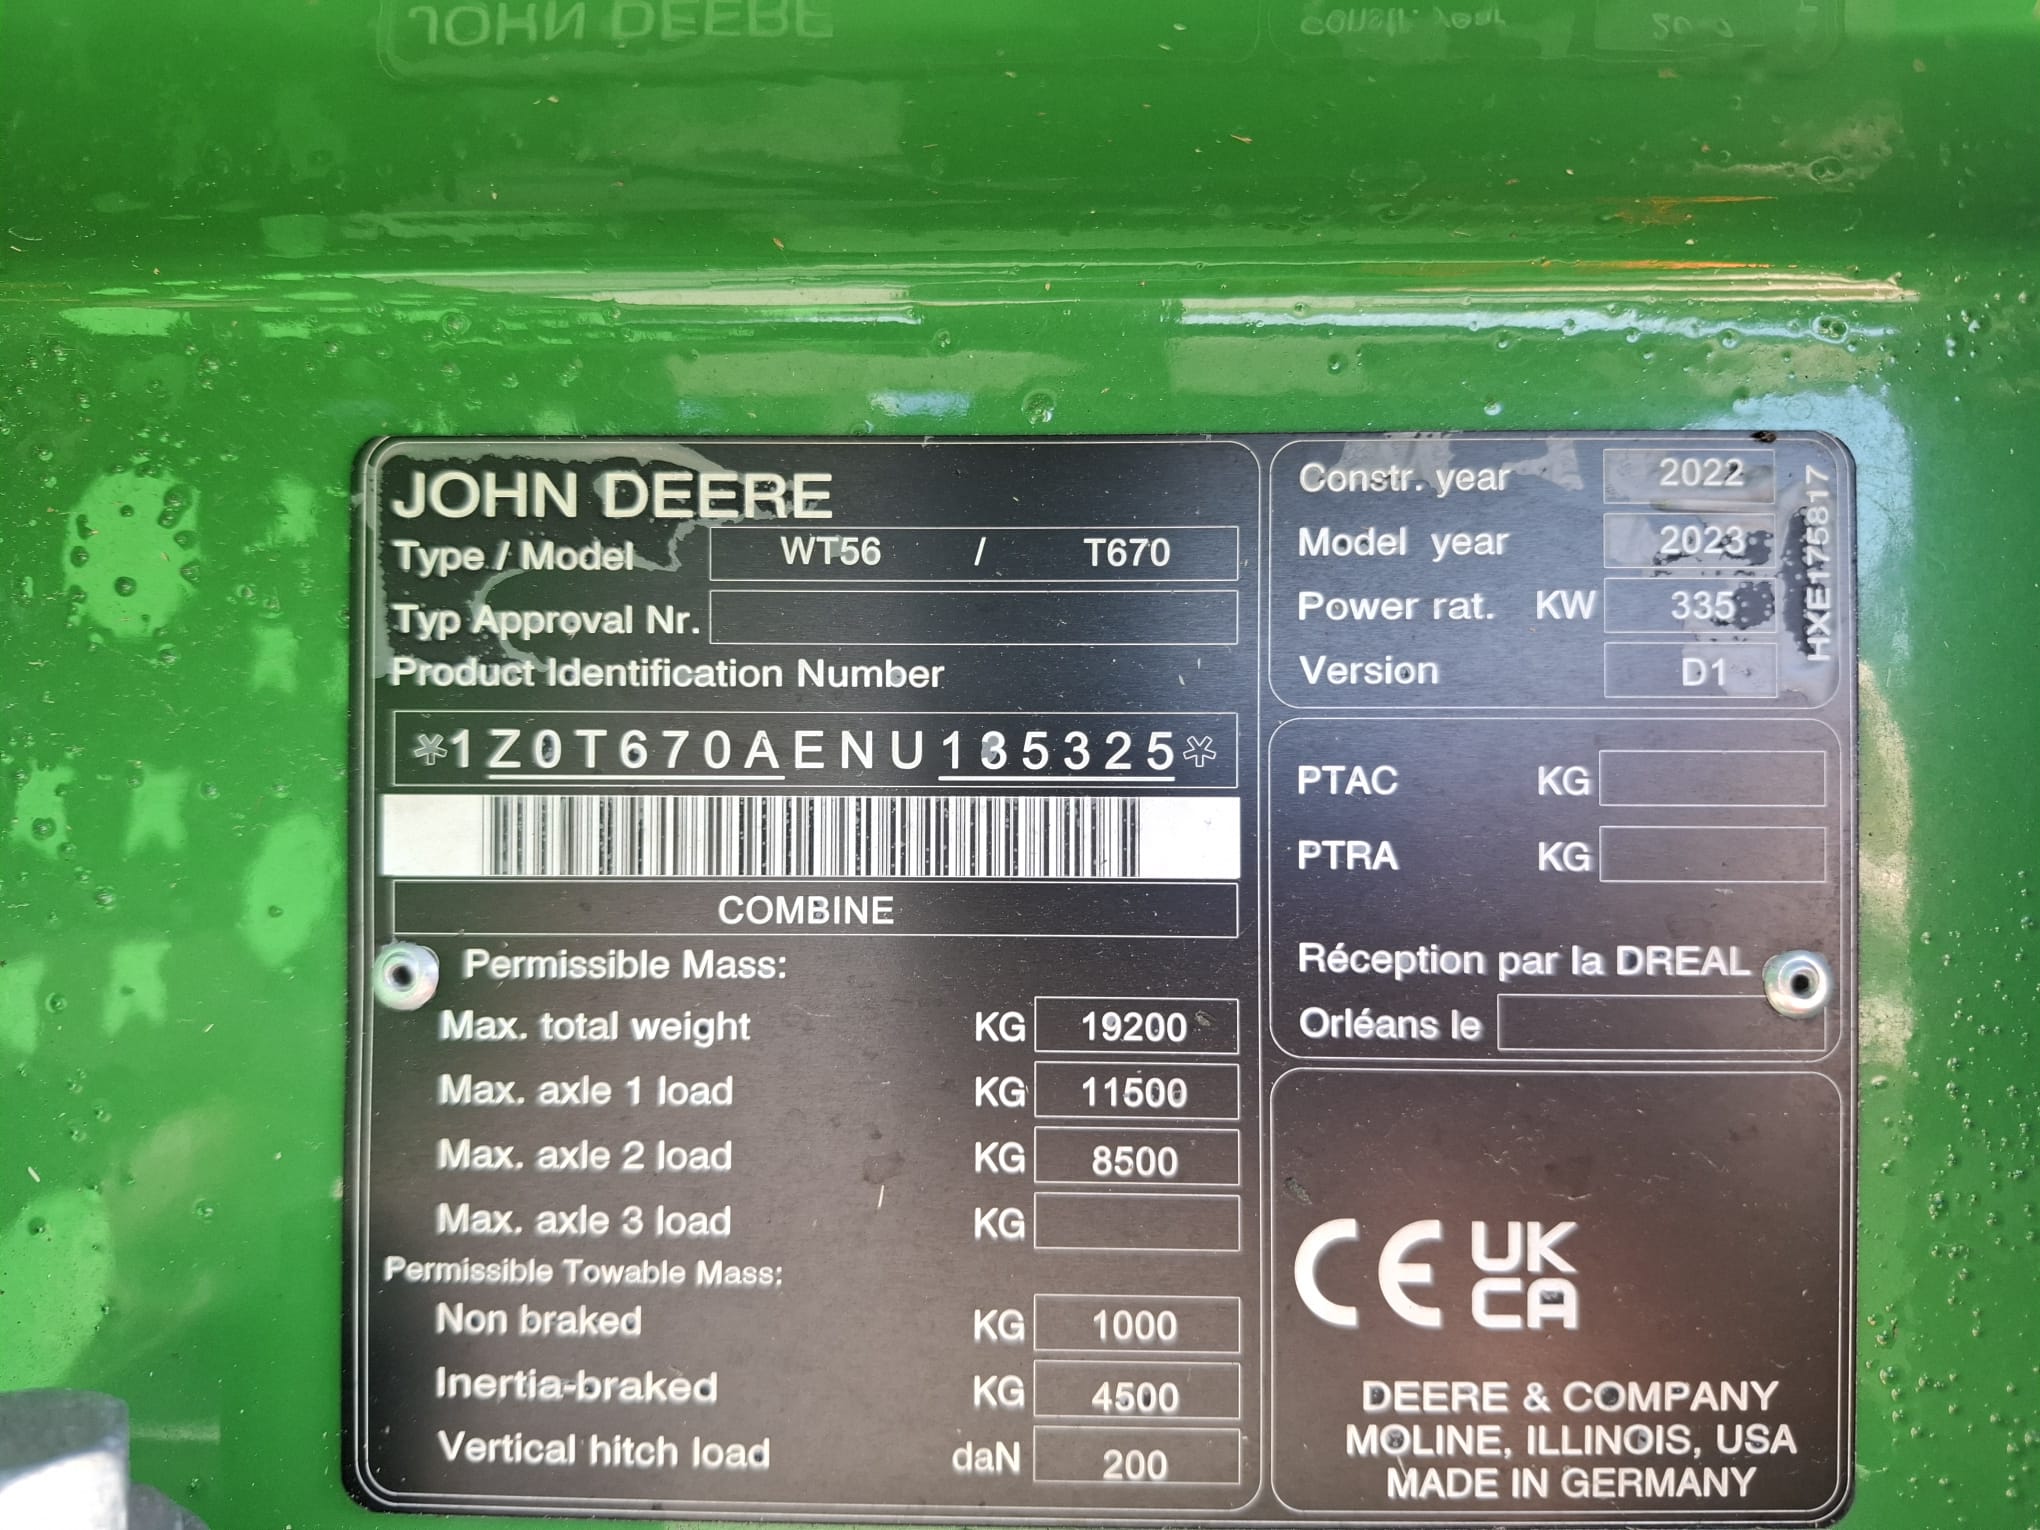 JOHN DEERE
Type / Model WT56 / T670
Typ Approval Nr.
Product Identification Number
*1Z0T670AENU135325*
COMBINE
Permissible Mass:
Max. total weight KG 19200
Max. axle 1 load KG 11500
Max. axle 2 load KG 8500
Max. axle 3 load KG
Permissible Towable Mass:
Non braked KG 1000
Inertia-braked KG 4500
Vertical hitch load daN 200
Constr. year 2022
Model year 2023
Power rat. KW 335
Version D1
HXE175817
PTAC KG
PTRA KG
Réception par la DREAL
Orléans le
CE UK
CA
DEERE & COMPANY
MOLINE, ILLINOIS, USA
MADE IN GERMANY